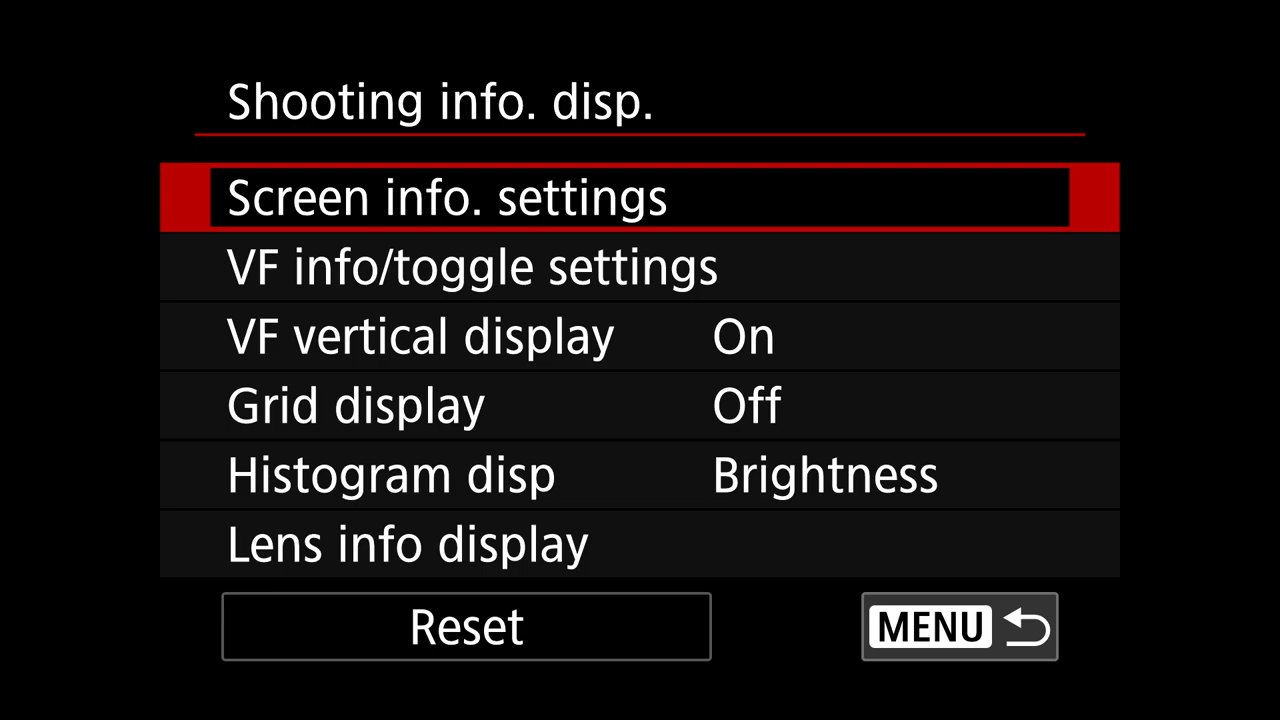 Shooting info. disp.
Screen info. settings
VF info/toggle settings
VF vertical display On
Grid display Off
Histogram disp Brightness
Lens info display
Reset MENU